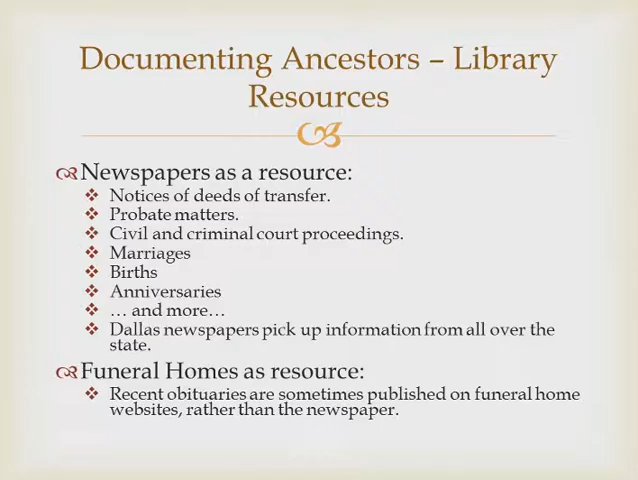 Documenting Ancestors – Library
Resources
Newspapers as a resource:
Notices of deeds of transfer.
Probate matters.
Civil and criminal court proceedings.
Marriages
Births
Anniversaries
… and more…
Dallas newspapers pick up information from all over the
state.
Funeral Homes as resource:
Recent obituaries are sometimes published on funeral home
websites, rather than the newspaper.